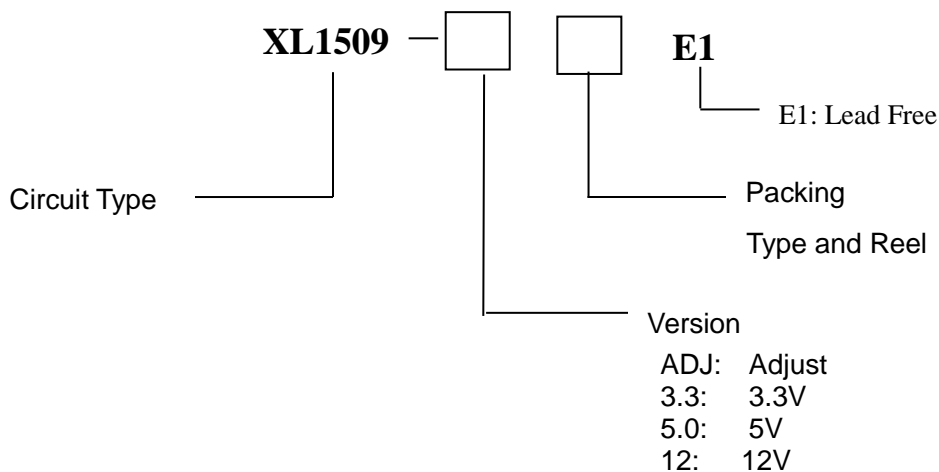 XL1509 — E1
E1: Lead Free
Circuit Type
Packing
Type and Reel
Version
ADJ: Adjust
3.3: 3.3V
5.0: 5V
12: 12V